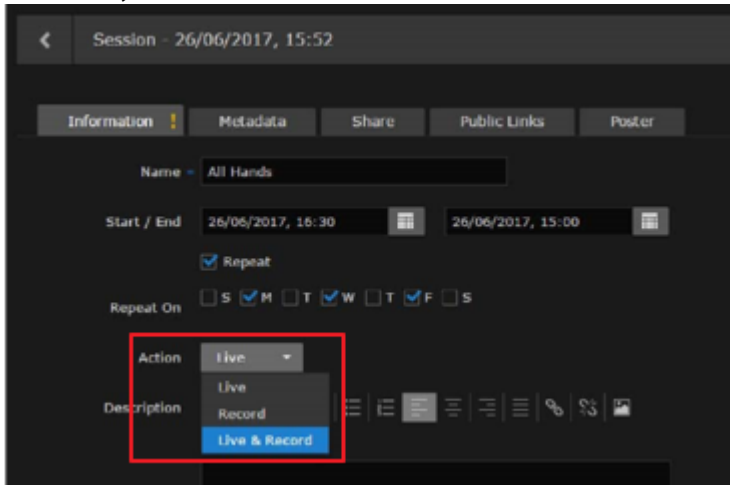 Session - 26/06/2017, 15:52
Information ! Metadata Share Public Links Poster
Name All Hands
Start / End 26/06/2017, 16:30 26/06/2017, 15:00
Repeat
Repeat On S M T W T F S
Action Live
Live
Description
Record
Live & Record